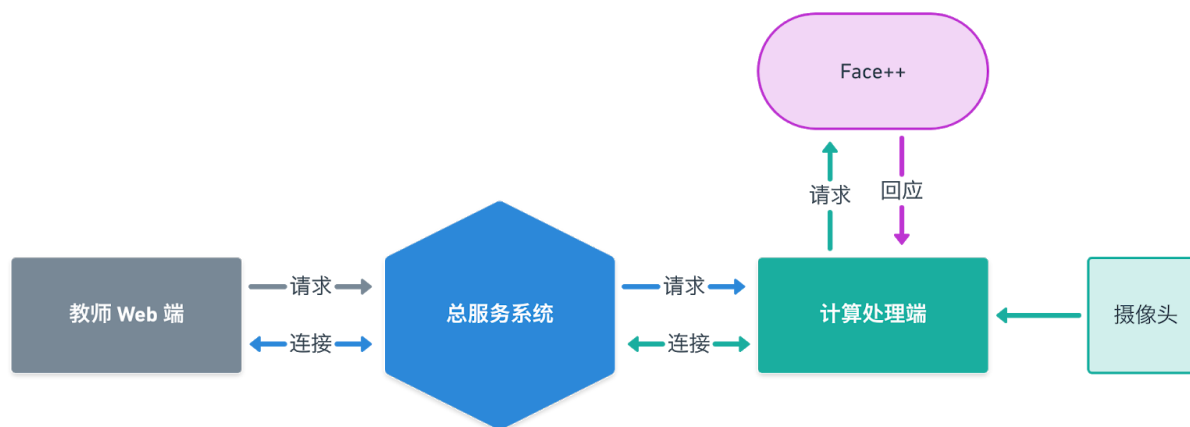 Face++
请求
回应
教师 Web 端
请求
连接
总服务系统
请求
连接
计算处理端
摄像头